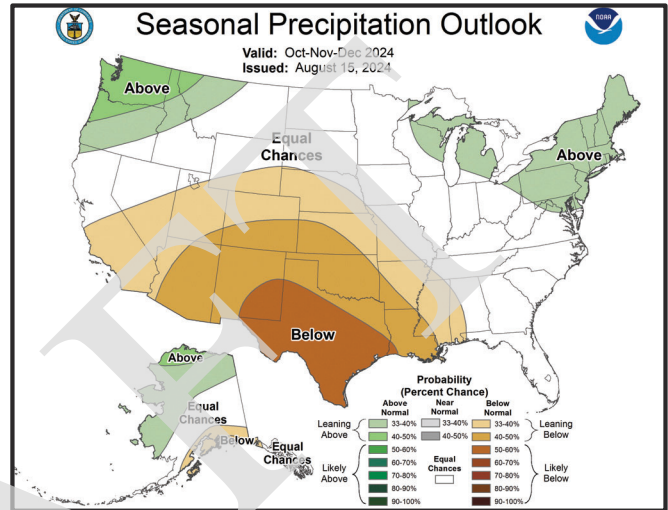 Seasonal Precipitation Outlook
NOAA
Valid: Oct-Nov-Dec 2024
Issued: August 15, 2024
Above
Equal
Chances
Above
Below
Above
Equal
Chances
Below
Equal
Chances
Probability
(Percent Chance)
Above
Normal
Near
Normal
Below
Normal
Leaning
Above
33-40%
40-50%
33-40%
40-50%
33-40%
40-50%
Leaning
Below
Likely
Above
50-60%
60-70%
70-80%
80-90%
90-100%
Equal
Chances
50-60%
60-70%
70-80%
80-90%
90-100%
Likely
Below